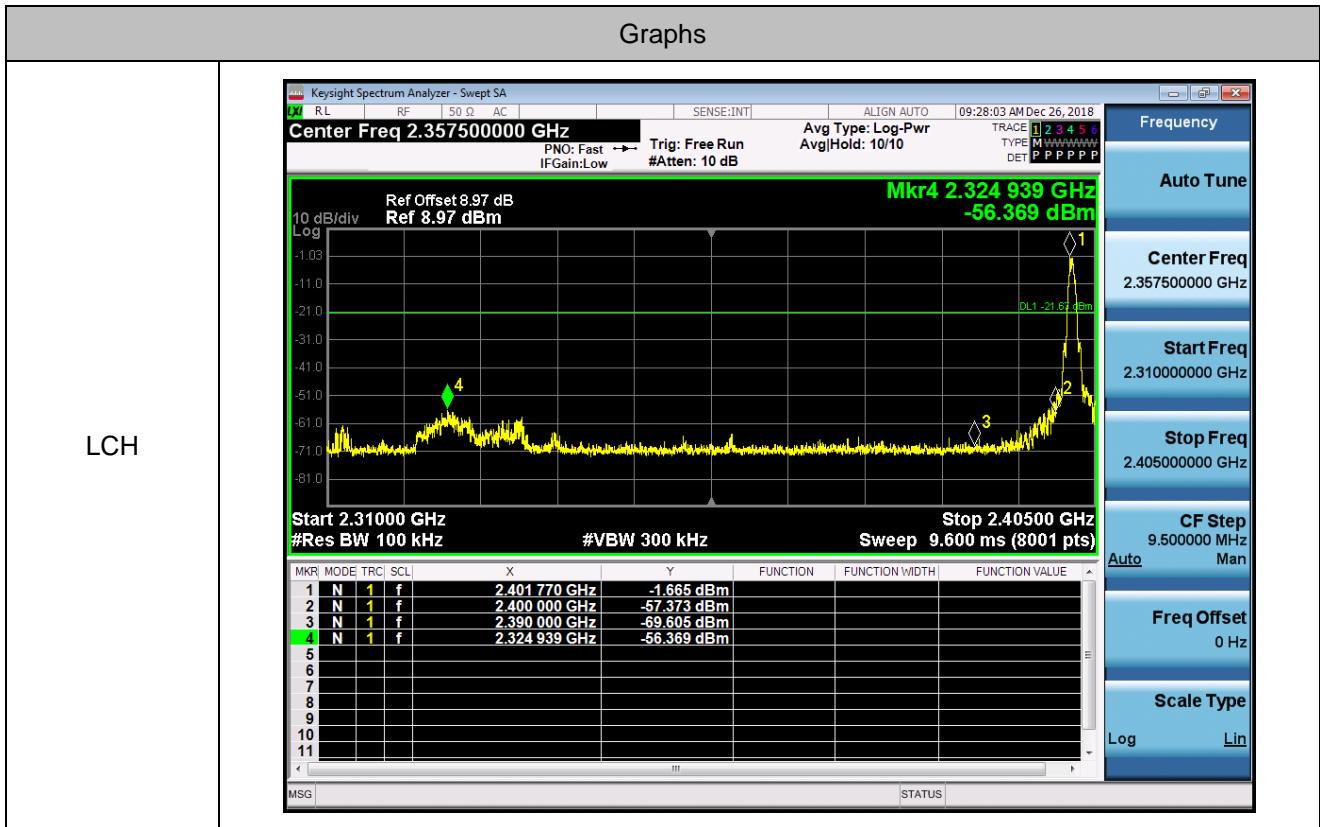 Graphs
LCH
Keysight Spectrum Analyzer - Swept SA
LXI RL RF 50 Ω AC SENSE:INT ALIGN AUTO 09:28:03 AM Dec 26, 2018
Center Freq 2.357500000 GHz
PNO: Fast
IFGain:Low
Trig: Free Run
#Atten: 10 dB
Avg Type: Log-Pwr
Avg|Hold: 10/10
TRACE 1 2 3 4 5 6
TYPE M WWWWW
DET P P P P P P
Mkr4 2.324 939 GHz
-56.369 dBm
Ref Offset 8.97 dB
10 dB/div Ref 8.97 dBm
Log
-1.03
-11.0
-21.0
-31.0
-41.0
-51.0
-61.0
-71.0
-81.0
1
DL1 -21.67 dBm
4
2
3
Start 2.31000 GHz Stop 2.40500 GHz
#Res BW 100 kHz #VBW 300 kHz Sweep 9.600 ms (8001 pts)
MKR MODE TRC SCL X Y FUNCTION FUNCTION WIDTH FUNCTION VALUE
1 N 1 f 2.401 770 GHz -1.665 dBm
2 N 1 f 2.400 000 GHz -57.373 dBm
3 N 1 f 2.390 000 GHz -69.605 dBm
4 N 1 f 2.324 939 GHz -56.369 dBm
5
6
7
8
9
10
11
MSG STATUS
Frequency
Auto Tune
Center Freq
2.357500000 GHz
Start Freq
2.310000000 GHz
Stop Freq
2.405000000 GHz
CF Step
9.500000 MHz
Auto Man
Freq Offset
0 Hz
Scale Type
Log Lin